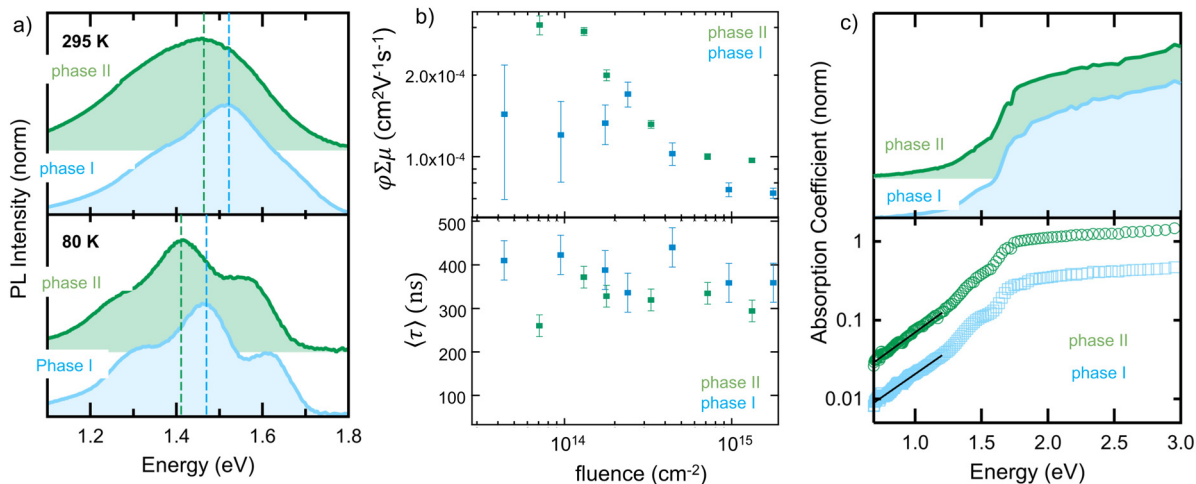 a)
295 K
phase II
phase I
80 K
phase II
Phase I
PL Intensity (norm)
1.2
1.4
1.6
1.8
Energy (eV)
b)
phase II
phase I
2.0x10-4
1.0x10-4
φΣμ (cm2V-1s-1)
500
400
300
200
100
⟨τ⟩ (ns)
phase II
phase I
1014
1015
fluence (cm-2)
c)
phase II
phase I
Absorption Coefficient (norm)
1
0.1
0.01
phase II
phase I
1.0
1.5
2.0
2.5
3.0
Energy (eV)